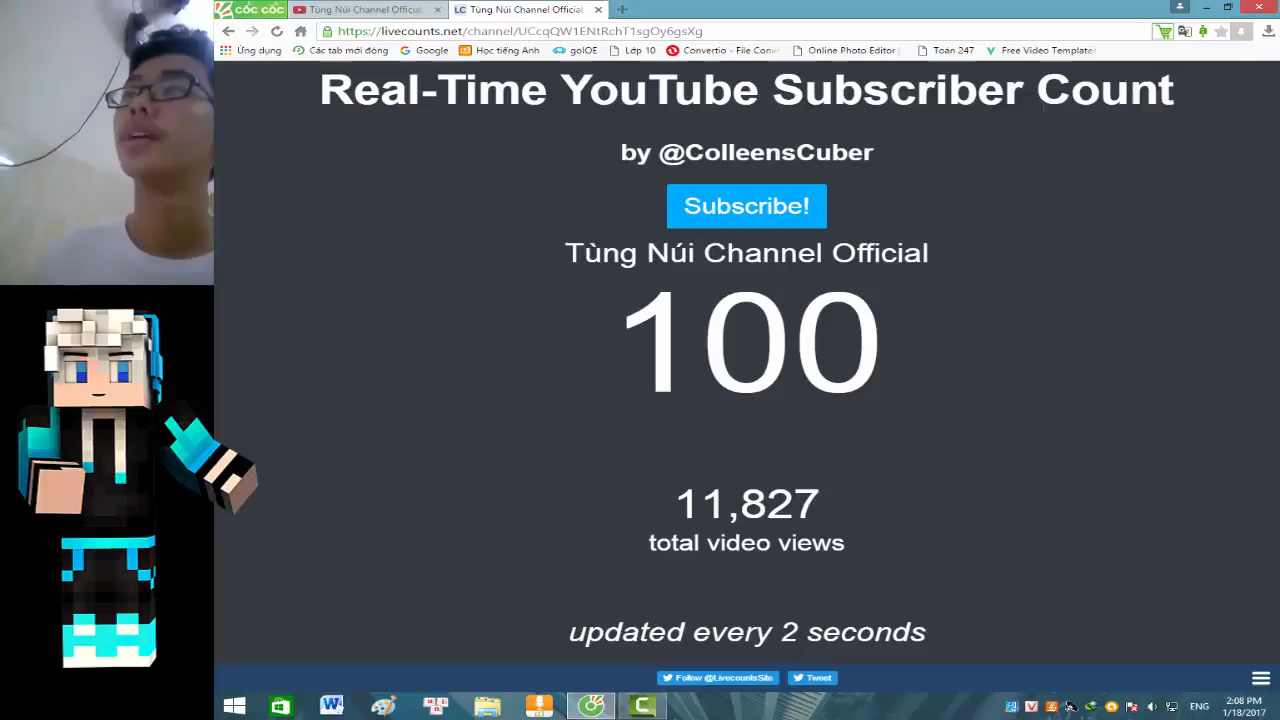 cốc cốc
Tùng Núi Channel Official
Tùng Núi Channel Official
https://livecounts.net/channel/UCcqQW1ENtRchT1sgOy6gsXg
Ứng dụng
Các tab mới đóng
Google
Học tiếng Anh
goIOE
Lớp 10
Convertio - File Conv
Online Photo Editor
Toán 247
Free Video Template
Real-Time YouTube Subscriber Count
by @ColleensCuber
Subscribe!
Tùng Núi Channel Official
100
11,827
total video views
updated every 2 seconds
Follow @LivecountsSite
Tweet
ENG
2:08 PM
1/18/2017